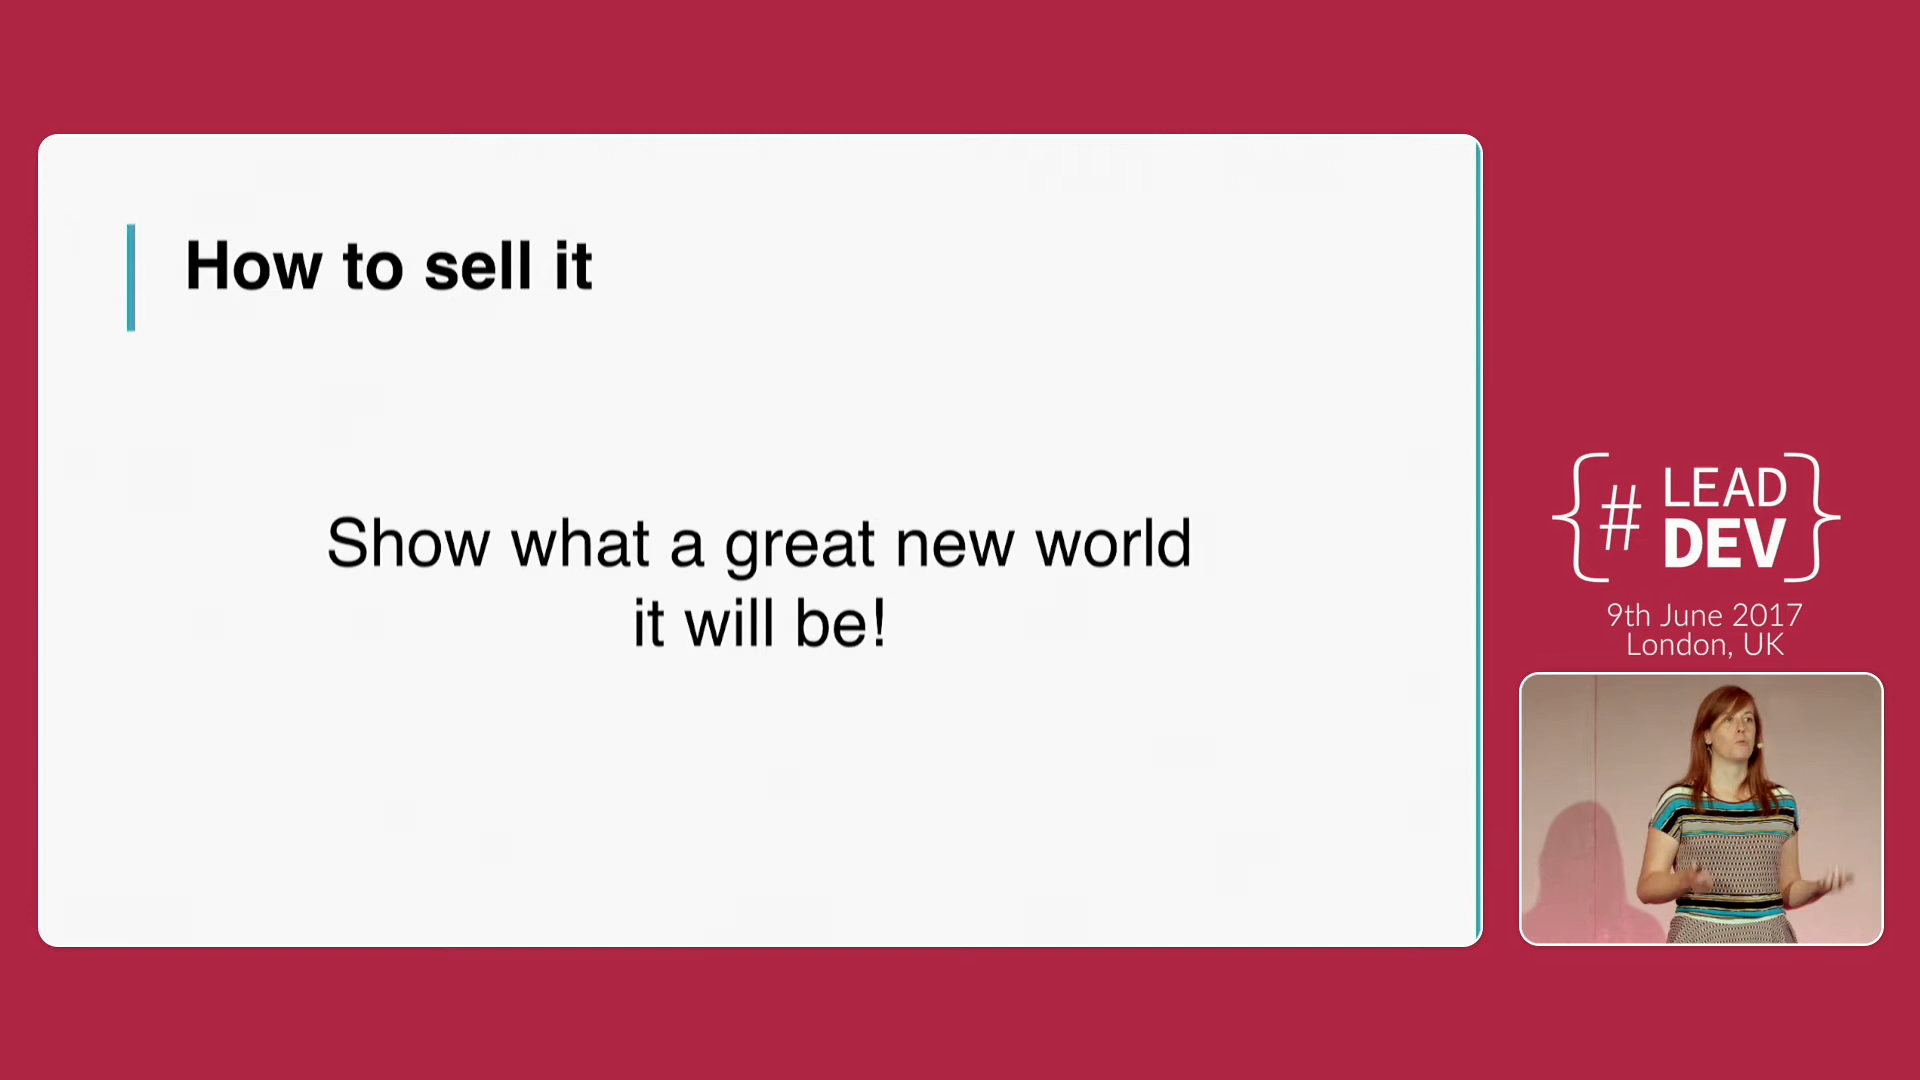 How to sell it
Show what a great new world
it will be!
{# LEAD
DEV}
9th June 2017
London, UK